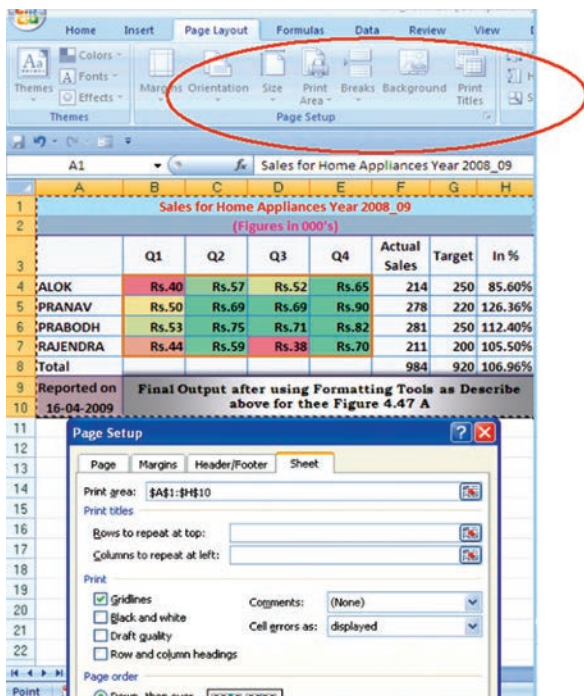 Home Insert Page Layout Formulas Data Review View
Colors
Aa Fonts
Themes Effects
Margins Orientation Size Print Area Breaks Background Print Titles
Themes Page Setup
A1 fx Sales for Home Appliances Year 2008_09
A B C D E F G H
1 Sales for Home Appliances Year 2008_09
2 (Figures in 000's)
3 Q1 Q2 Q3 Q4 Actual Sales Target In %
4 ALOK Rs.40 Rs.57 Rs.52 Rs.65 214 250 85.60%
5 PRANAV Rs.50 Rs.69 Rs.69 Rs.90 278 220 126.36%
6 PRABODH Rs.53 Rs.75 Rs.71 Rs.82 281 250 112.40%
7 RAJENDRA Rs.44 Rs.59 Rs.38 Rs.70 211 200 105.50%
8 Total 984 920 106.96%
9 Reported on Final Output after using Formatting Tools as Describe
10 16-04-2009 above for thee Figure 4.47 A
11
12 Page Setup
13 Page Margins Header/Footer Sheet
14 Print area: $A$1:$H$10
15 Print titles
16 Rows to repeat at top:
17 Columns to repeat at left:
18
Print
19 Gridlines Comments: (None)
20 Black and white Cell errors as: displayed
21 Draft quality
22 Row and column headings
Page order
Point Down, then over